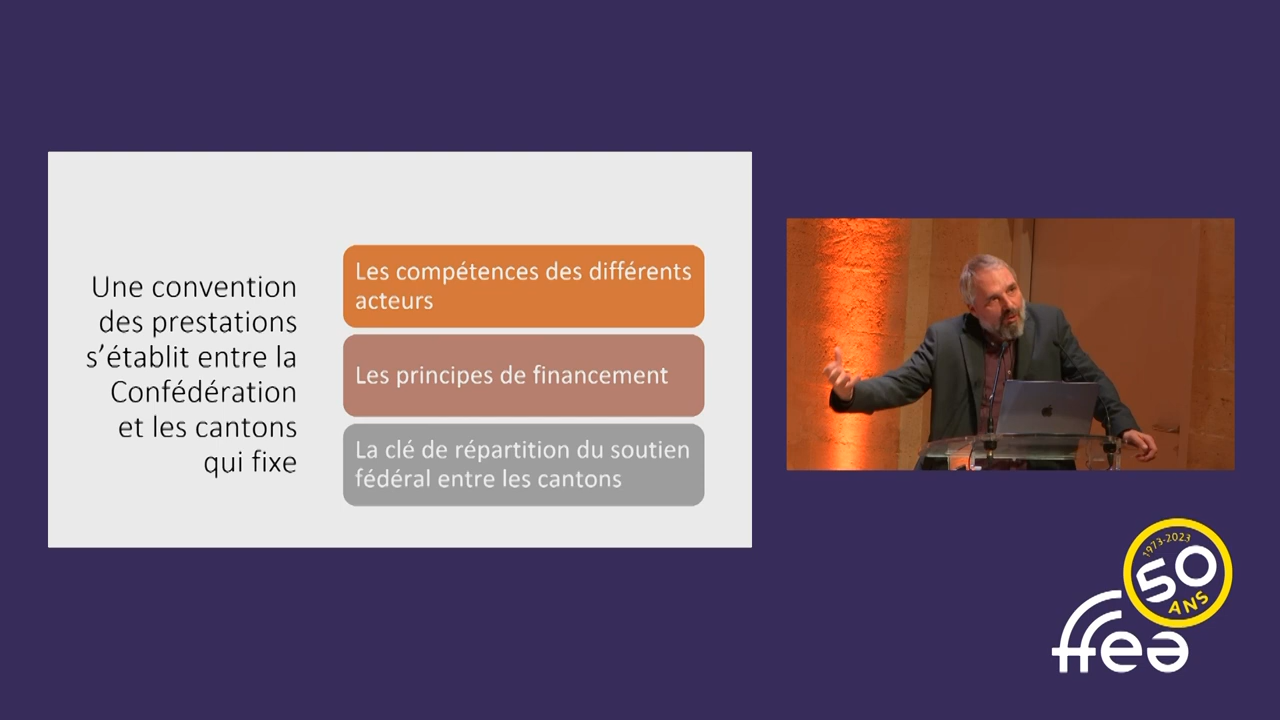 Une convention
des prestations
s’établit entre la
Confédération
et les cantons
qui fixe
Les compétences des différents
acteurs
Les principes de financement
La clé de répartition du soutien
fédéral entre les cantons
1973-2023
50
ANS
ffea